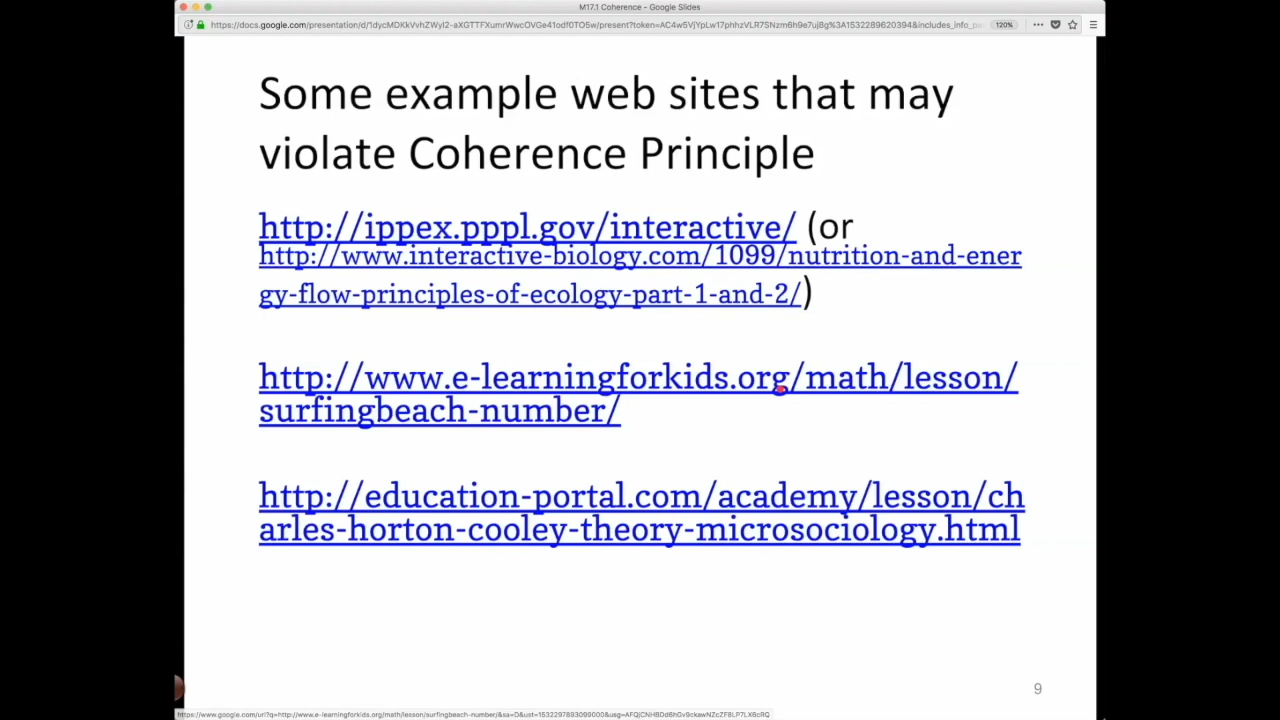 M17.1 Coherence - Google Slides
120%
Some example web sites that may
violate Coherence Principle
http://ippex.pppl.gov/interactive/ (or
http://www.interactive-biology.com/1099/nutrition-and-ener
gy-flow-principles-of-ecology-part-1-and-2/)
http://www.e-learningforkids.org/math/lesson/
surfingbeach-number/
http://education-portal.com/academy/lesson/ch
arles-horton-cooley-theory-microsociology.html
9